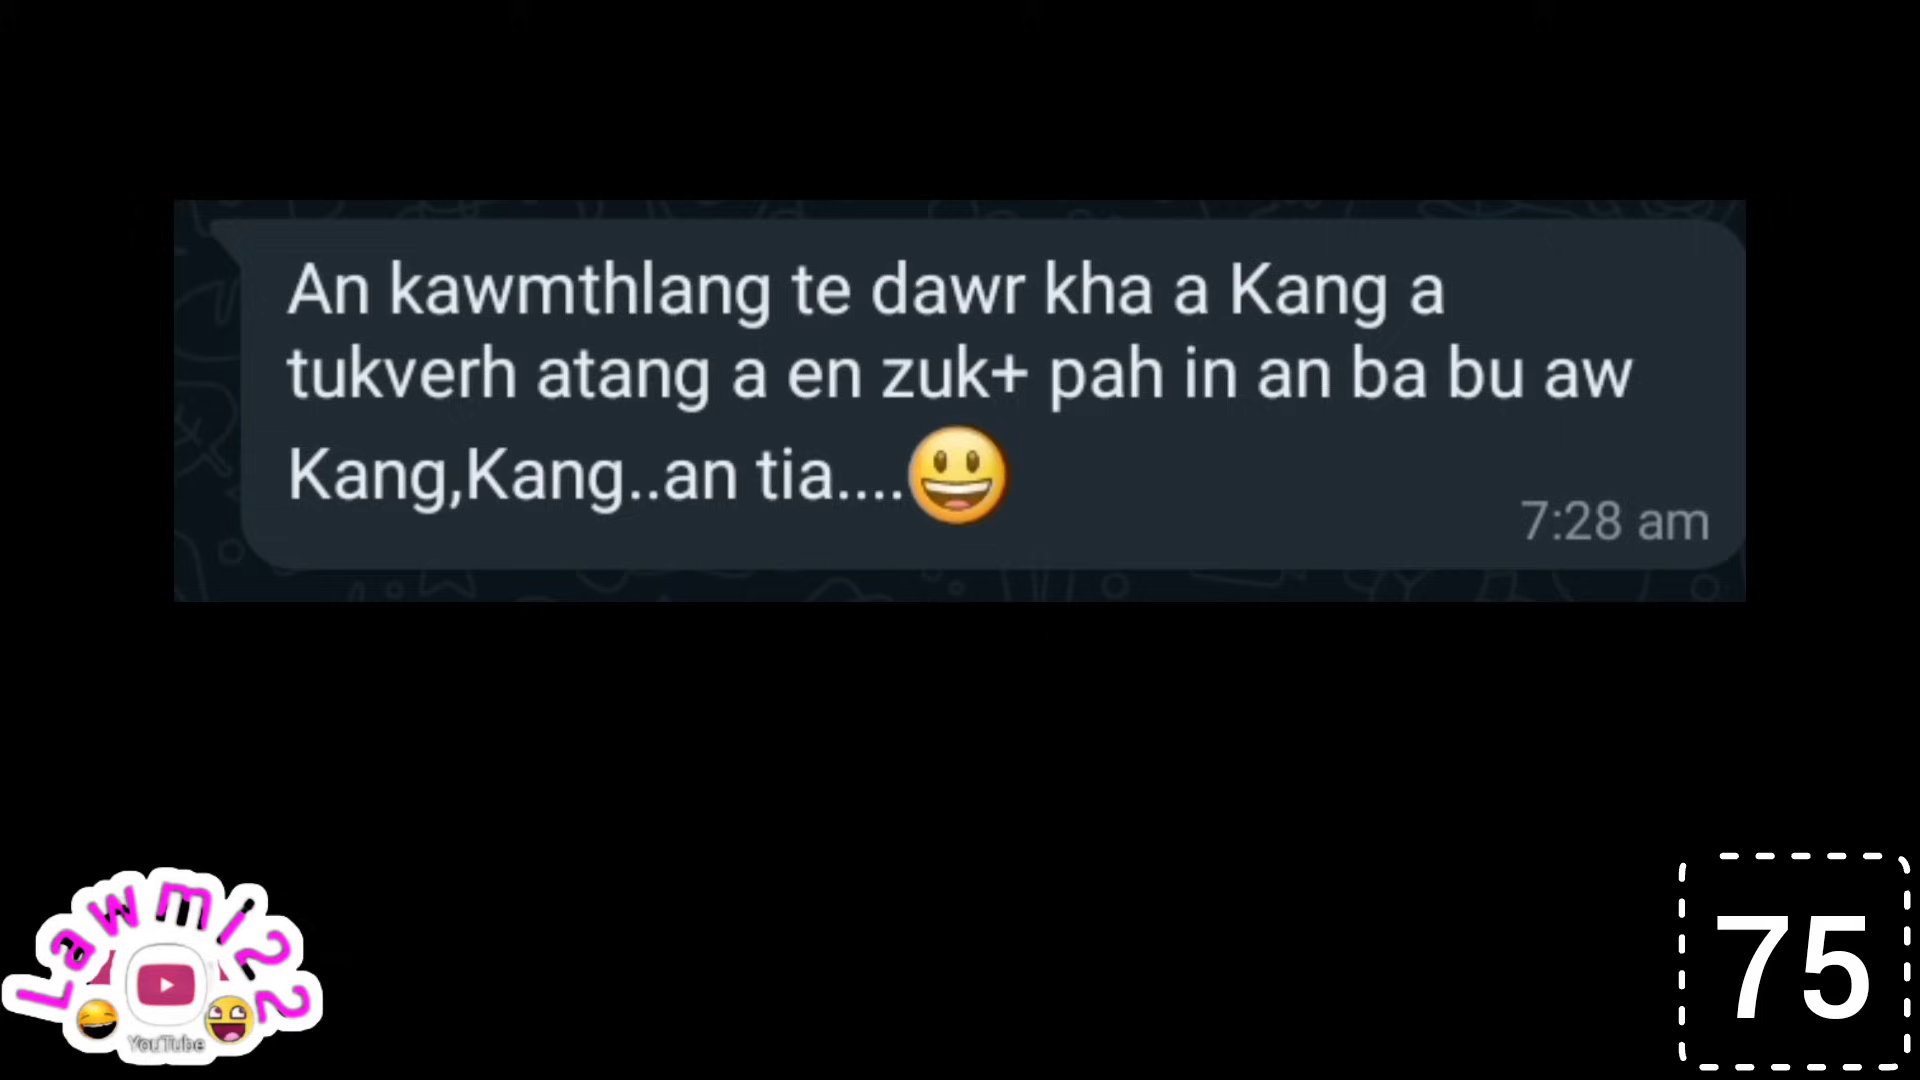 An kawmthlang te dawr kha a Kang a
tukverh atang a en zuk+ pah in an ba bu aw
Kang,Kang..an tia....😃
7:28 am
Lawmi22
YouTube
75